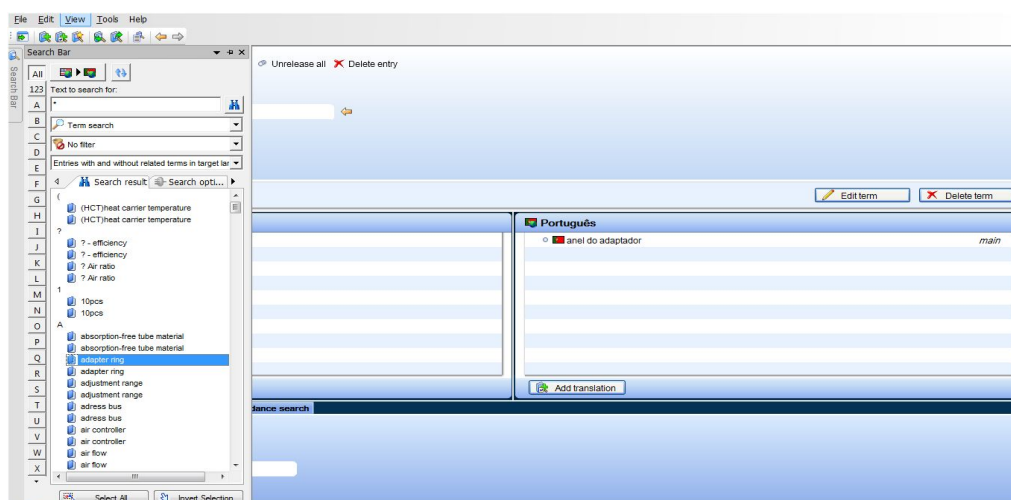 File Edit View Tools Help
Search Bar
Search Bar
Unrelease all Delete entry
All
123
A
B
C
D
E
F
G
H
I
J
K
L
M
N
O
P
Q
R
S
T
U
V
W
X
Text to search for:
*
Term search
No filter
Entries with and without related terms in target lar
Search result Search opti...
(
(HCT)heat carrier temperature
(HCT)heat carrier temperature
?
? - efficiency
? - efficiency
? Air ratio
? Air ratio
1
10pcs
10pcs
A
absorption-free tube material
absorption-free tube material
adapter ring
adapter ring
adjustment range
adjustment range
adress bus
adress bus
air controller
air controller
air flow
air flow
Select All Invert Selection
Edit term Delete term
Português
anel do adaptador main
Add translation
dance search